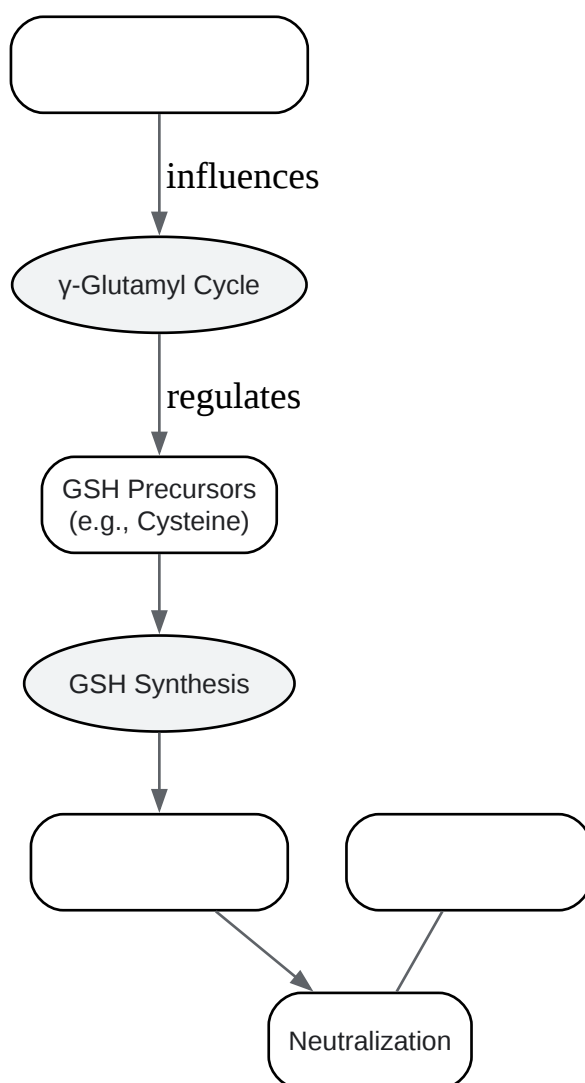 influences
γ-Glutamyl Cycle
regulates
GSH Precursors
(e.g., Cysteine)
GSH Synthesis
Neutralization